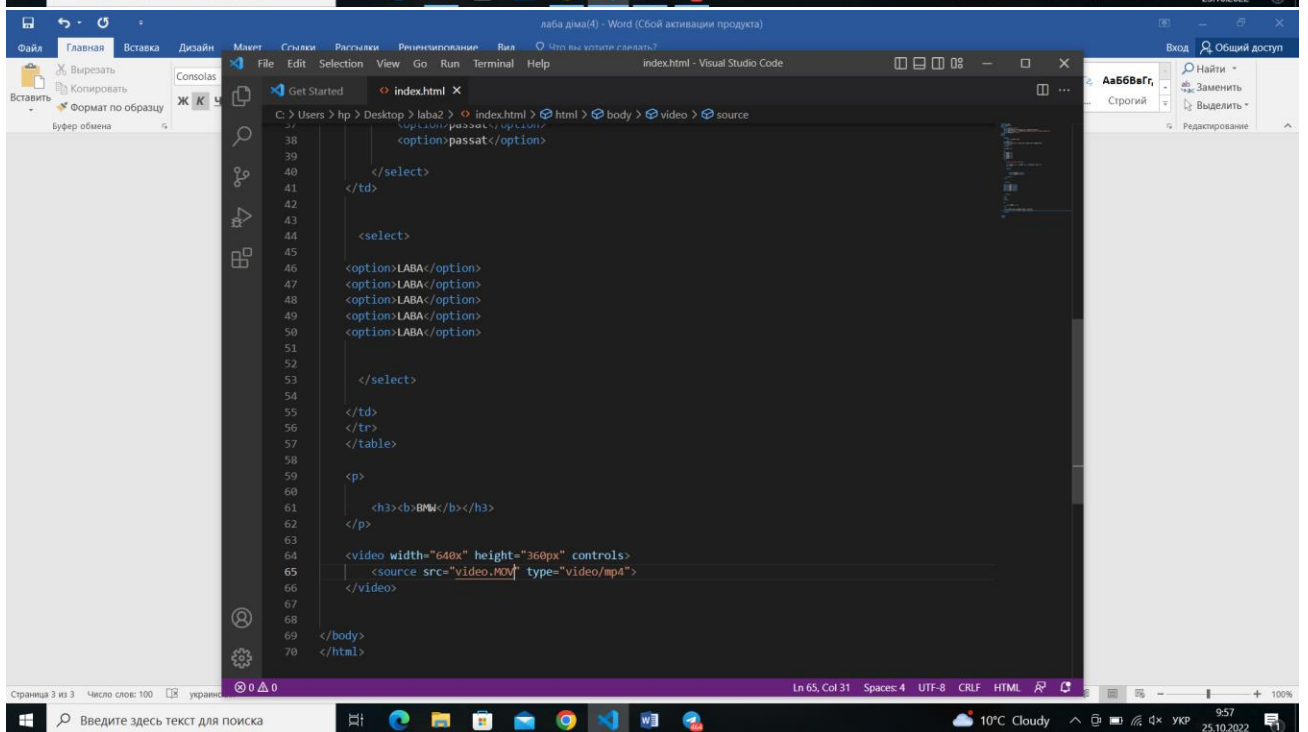 25.10.2022
лаба діма(4) - Word (Сбой активации продукта)
Файл Главная Вставка Дизайн Макет Ссылки Рассылки Рецензирование Вид Что вы хотите сделать? Вход Общий доступ
Вставить
Вырезать
Копировать
Формат по образцу
Буфер обмена
Consolas
Ж К Ч
АаБбВвГг,
Строгий
Найти
Заменить
Выделить
Редактирование
File Edit Selection View Go Run Terminal Help index.html - Visual Studio Code
Get Started index.html
C: > Users > hp > Desktop > laba2 > index.html > html > body > video > source
37 <option>passat</option>
38 <option>passat</option>
39
40 </select>
41 </td>
42
43
44 <select>
45
46 <option>LABA</option>
47 <option>LABA</option>
48 <option>LABA</option>
49 <option>LABA</option>
50 <option>LABA</option>
51
52
53 </select>
54
55 </td>
56 </tr>
57 </table>
58
59 <p>
60
61 <h3><b>BMW</b></h3>
62 </p>
63
64 <video width="640x" height="360px" controls>
65 <source src="video.MOV" type="video/mp4">
66 </video>
67
68
69 </body>
70 </html>
0 0 Ln 65, Col 31 Spaces: 4 UTF-8 CRLF HTML
Страница 3 из 3 Число слов: 100 100%
Введите здесь текст для поиска 10°C Cloudy УКР 9:57
25.10.2022